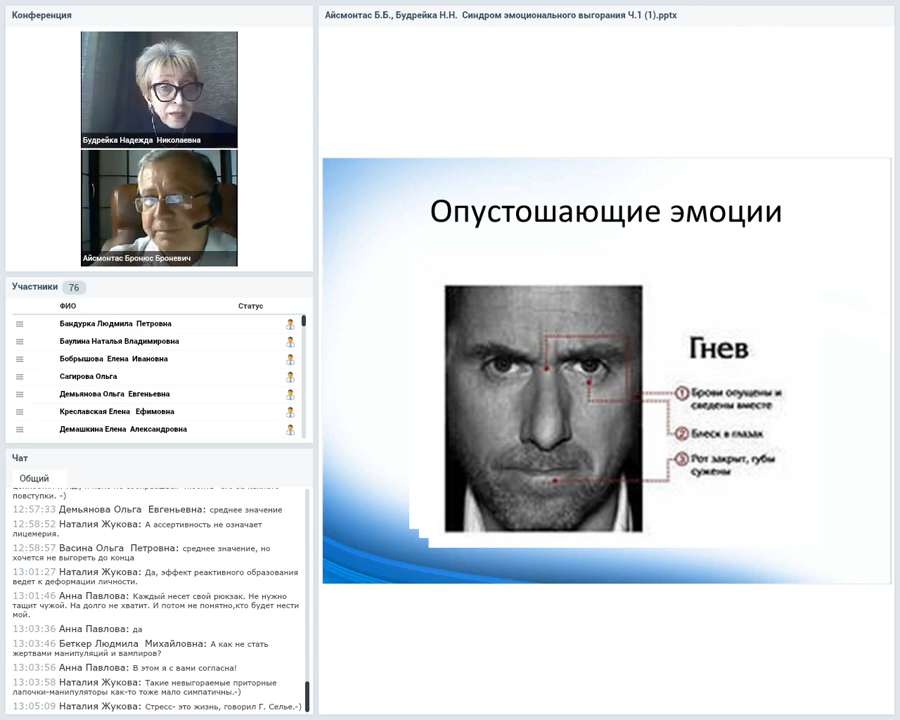 Конференция
Будрейка Надежда Николаевна
Айсмонтас Бронюс Броневич
Участники 76
ФИО Статус
Бандурка Людмила Петровна
Баулина Наталья Владимировна
Бобрышова Елена Ивановна
Сагирова Ольга
Демьянова Ольга Евгеньевна
Креславская Елена Ефимовна
Демашкина Елена Александровна
Чат
Общий
поступки. -)
12:57:33 Демьянова Ольга Евгеньевна: среднее значение
12:58:52 Наталия Жукова: А ассертивность не означает
лицемерия.
12:58:57 Васина Ольга Петровна: среднее значение, но
хочется не выгореть до конца
13:01:27 Наталия Жукова: Да, эффект реактивного образования
ведет к деформации личности.
13:01:46 Анна Павлова: Каждый несет свой рюкзак. Не нужно
тащит чужой. На долго не хватит. И потом не понятно,кто будет нести
мой.
13:03:36 Анна Павлова: да
13:03:46 Беткер Людмила Михайловна: А как не стать
жертвами манипуляций и вампиров?
13:03:56 Анна Павлова: В этом я с вами согласна!
13:03:58 Наталия Жукова: Такие невыгораемые приторные
лапочки-манипуляторы как-то тоже мало симпатичны.-)
13:05:09 Наталия Жукова: Стресс- это жизнь, говорил Г. Селье.-)
Айсмонтас Б.Б., Будрейка Н.Н. Синдром эмоционального выгорания Ч.1 (1).pptx
Опустошающие эмоции
Гнев
1 Брови опущены и
сведены вместе
2 Блеск в глазах
3 Рот закрыт, губы
сужены